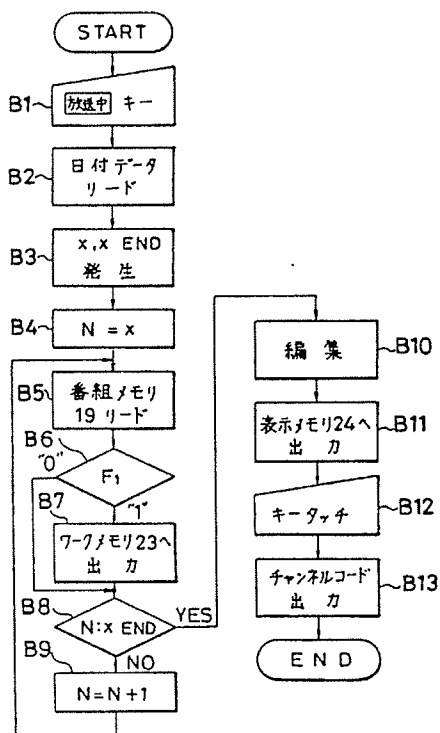 START
B1
放送中 キー
B2
日付データ
リード
B3
x, x END
発生
B4
N = x
B5
番組メモリ
19 リード
B6
"0"
F1
"1"
B7
ワークメモリ23へ
出力
B8
N:x END
YES
NO
B9
N=N+1
編集
B10
表示メモリ24へ
出力
B11
キータッチ
B12
チャンネルコード
出力
B13
END